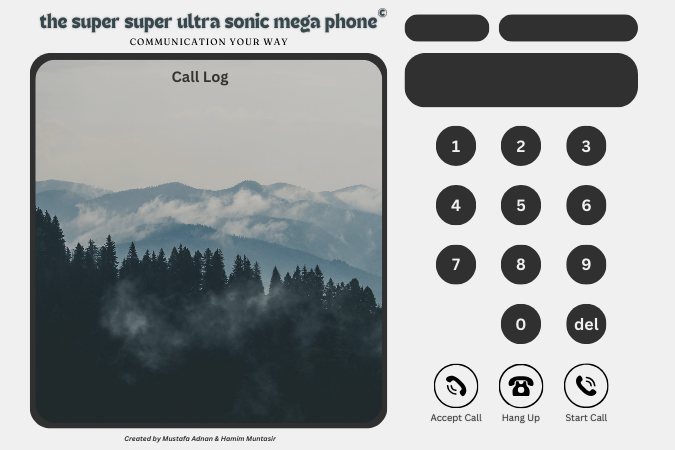 the super super ultra sonic mega phone©
COMMUNICATION YOUR WAY
Call Log
1 2 3
4 5 6
7 8 9
0 del
Accept Call Hang Up Start Call
Created by Mustafa Adnan & Hamim Muntasir